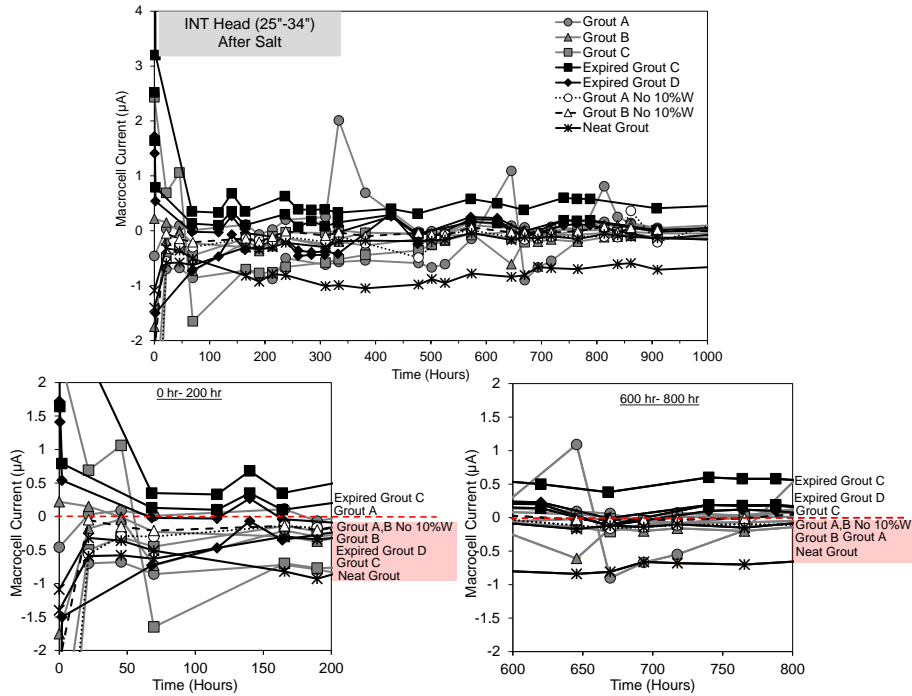 INT Head (25"-34")
After Salt
Grout A
Grout B
Grout C
Expired Grout C
Expired Grout D
Grout A No 10%W
Grout B No 10%W
Neat Grout
Macrocell Current (µA)
4
3
2
1
0
-1
-2
0 100 200 300 400 500 600 700 800 900 1000
Time (Hours)
0 hr- 200 hr
Macrocell Current (µA)
2
1.5
1
0.5
0
-0.5
-1
-1.5
-2
0 50 100 150 200
Time (Hours)
Expired Grout C
Grout A
Grout A,B No 10%W
Grout B
Expired Grout D
Grout C
Neat Grout
600 hr- 800 hr
Macrocell Current (µA)
2
1.5
1
0.5
0
-0.5
-1
-1.5
-2
600 650 700 750 800
Time (Hours)
Expired Grout C
Expired Grout D
Grout C
Grout A,B No 10%W
Grout B Grout A
Neat Grout